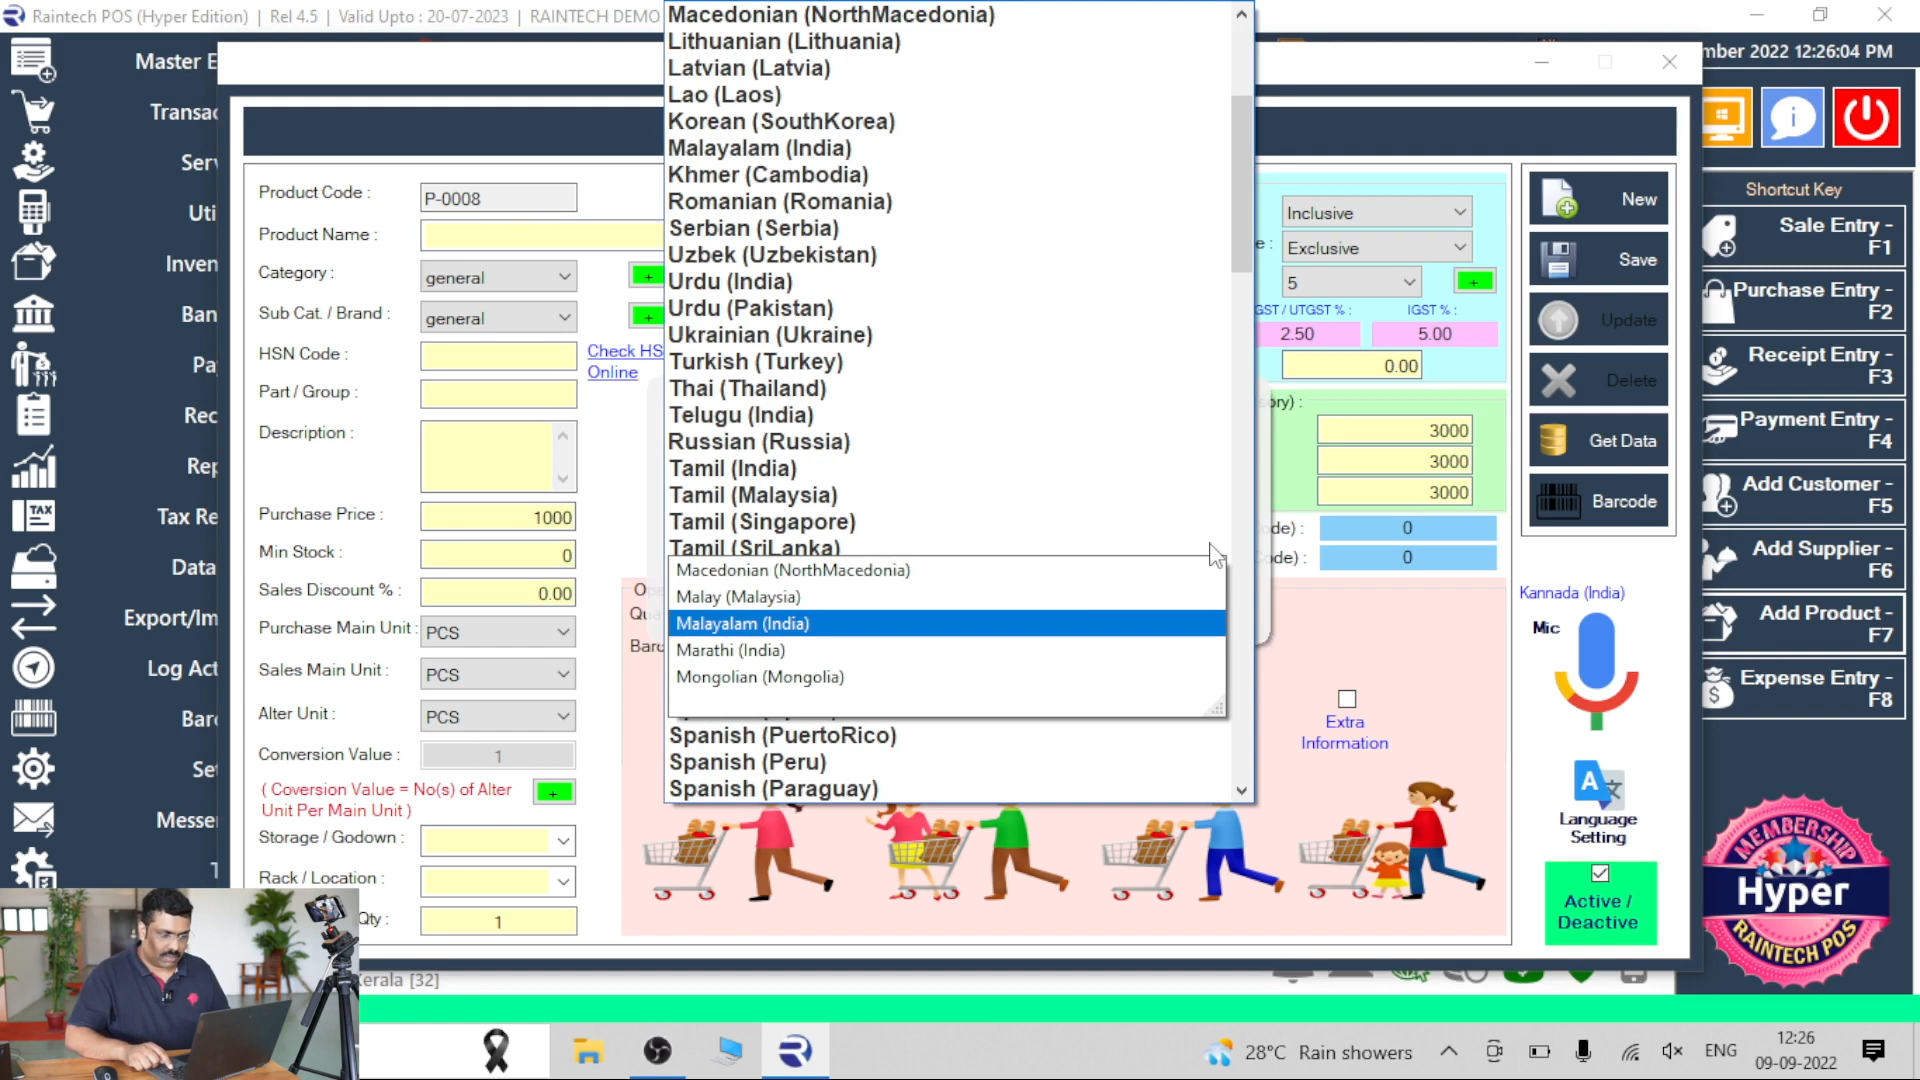 Raintech POS (Hyper Edition) | Rel 4.5 | Valid Upto : 20-07-2023 | RAINTECH DEMO
mber 2022 12:26:04 PM
Master E
Transac
Serv
Uti
Inven
Ban
Pa
Rec
Rep
TAX
Tax Re
Data
Export/Im
Log Act
Bar
Se
Messe
T
Product Code :
P-0008
Product Name :
Category :
general
+
Sub Cat. / Brand :
general
+
HSN Code :
Check HS
Online
Part / Group :
Description :
Purchase Price :
1000
Min Stock :
0
Sales Discount % :
0.00
Purchase Main Unit :
PCS
Sales Main Unit :
PCS
Alter Unit :
PCS
Conversion Value :
1
( Coversion Value = No(s) of Alter
Unit Per Main Unit )
+
Storage / Godown :
Rack / Location :
Qty :
1
Macedonian (NorthMacedonia)
Lithuanian (Lithuania)
Latvian (Latvia)
Lao (Laos)
Korean (SouthKorea)
Malayalam (India)
Khmer (Cambodia)
Romanian (Romania)
Serbian (Serbia)
Uzbek (Uzbekistan)
Urdu (India)
Urdu (Pakistan)
Ukrainian (Ukraine)
Turkish (Turkey)
Thai (Thailand)
Telugu (India)
Russian (Russia)
Tamil (India)
Tamil (Malaysia)
Tamil (Singapore)
Tamil (SriLanka)
Macedonian (NorthMacedonia)
Malay (Malaysia)
Malayalam (India)
Marathi (India)
Mongolian (Mongolia)
Spanish (PuertoRico)
Spanish (Peru)
Spanish (Paraguay)
Op
Qua
Barc
Inclusive
e :
Exclusive
5
+
GST / UTGST % :
IGST % :
2.50
5.00
0.00
ory) :
3000
3000
3000
ode) :
0
ode) :
0
Extra
Information
New
Save
Update
Delete
Get Data
Barcode
Kannada (India)
Mic
A
Language
Setting
Active /
Deactive
Shortcut Key
Sale Entry -
F1
Purchase Entry -
F2
Receipt Entry -
F3
Payment Entry -
F4
Add Customer -
F5
Add Supplier -
F6
Add Product -
F7
Expense Entry -
F8
MEMBERSHIP
Hyper
RAINTECH POS
Kerala [32]
28°C Rain showers
ENG
12:26
09-09-2022